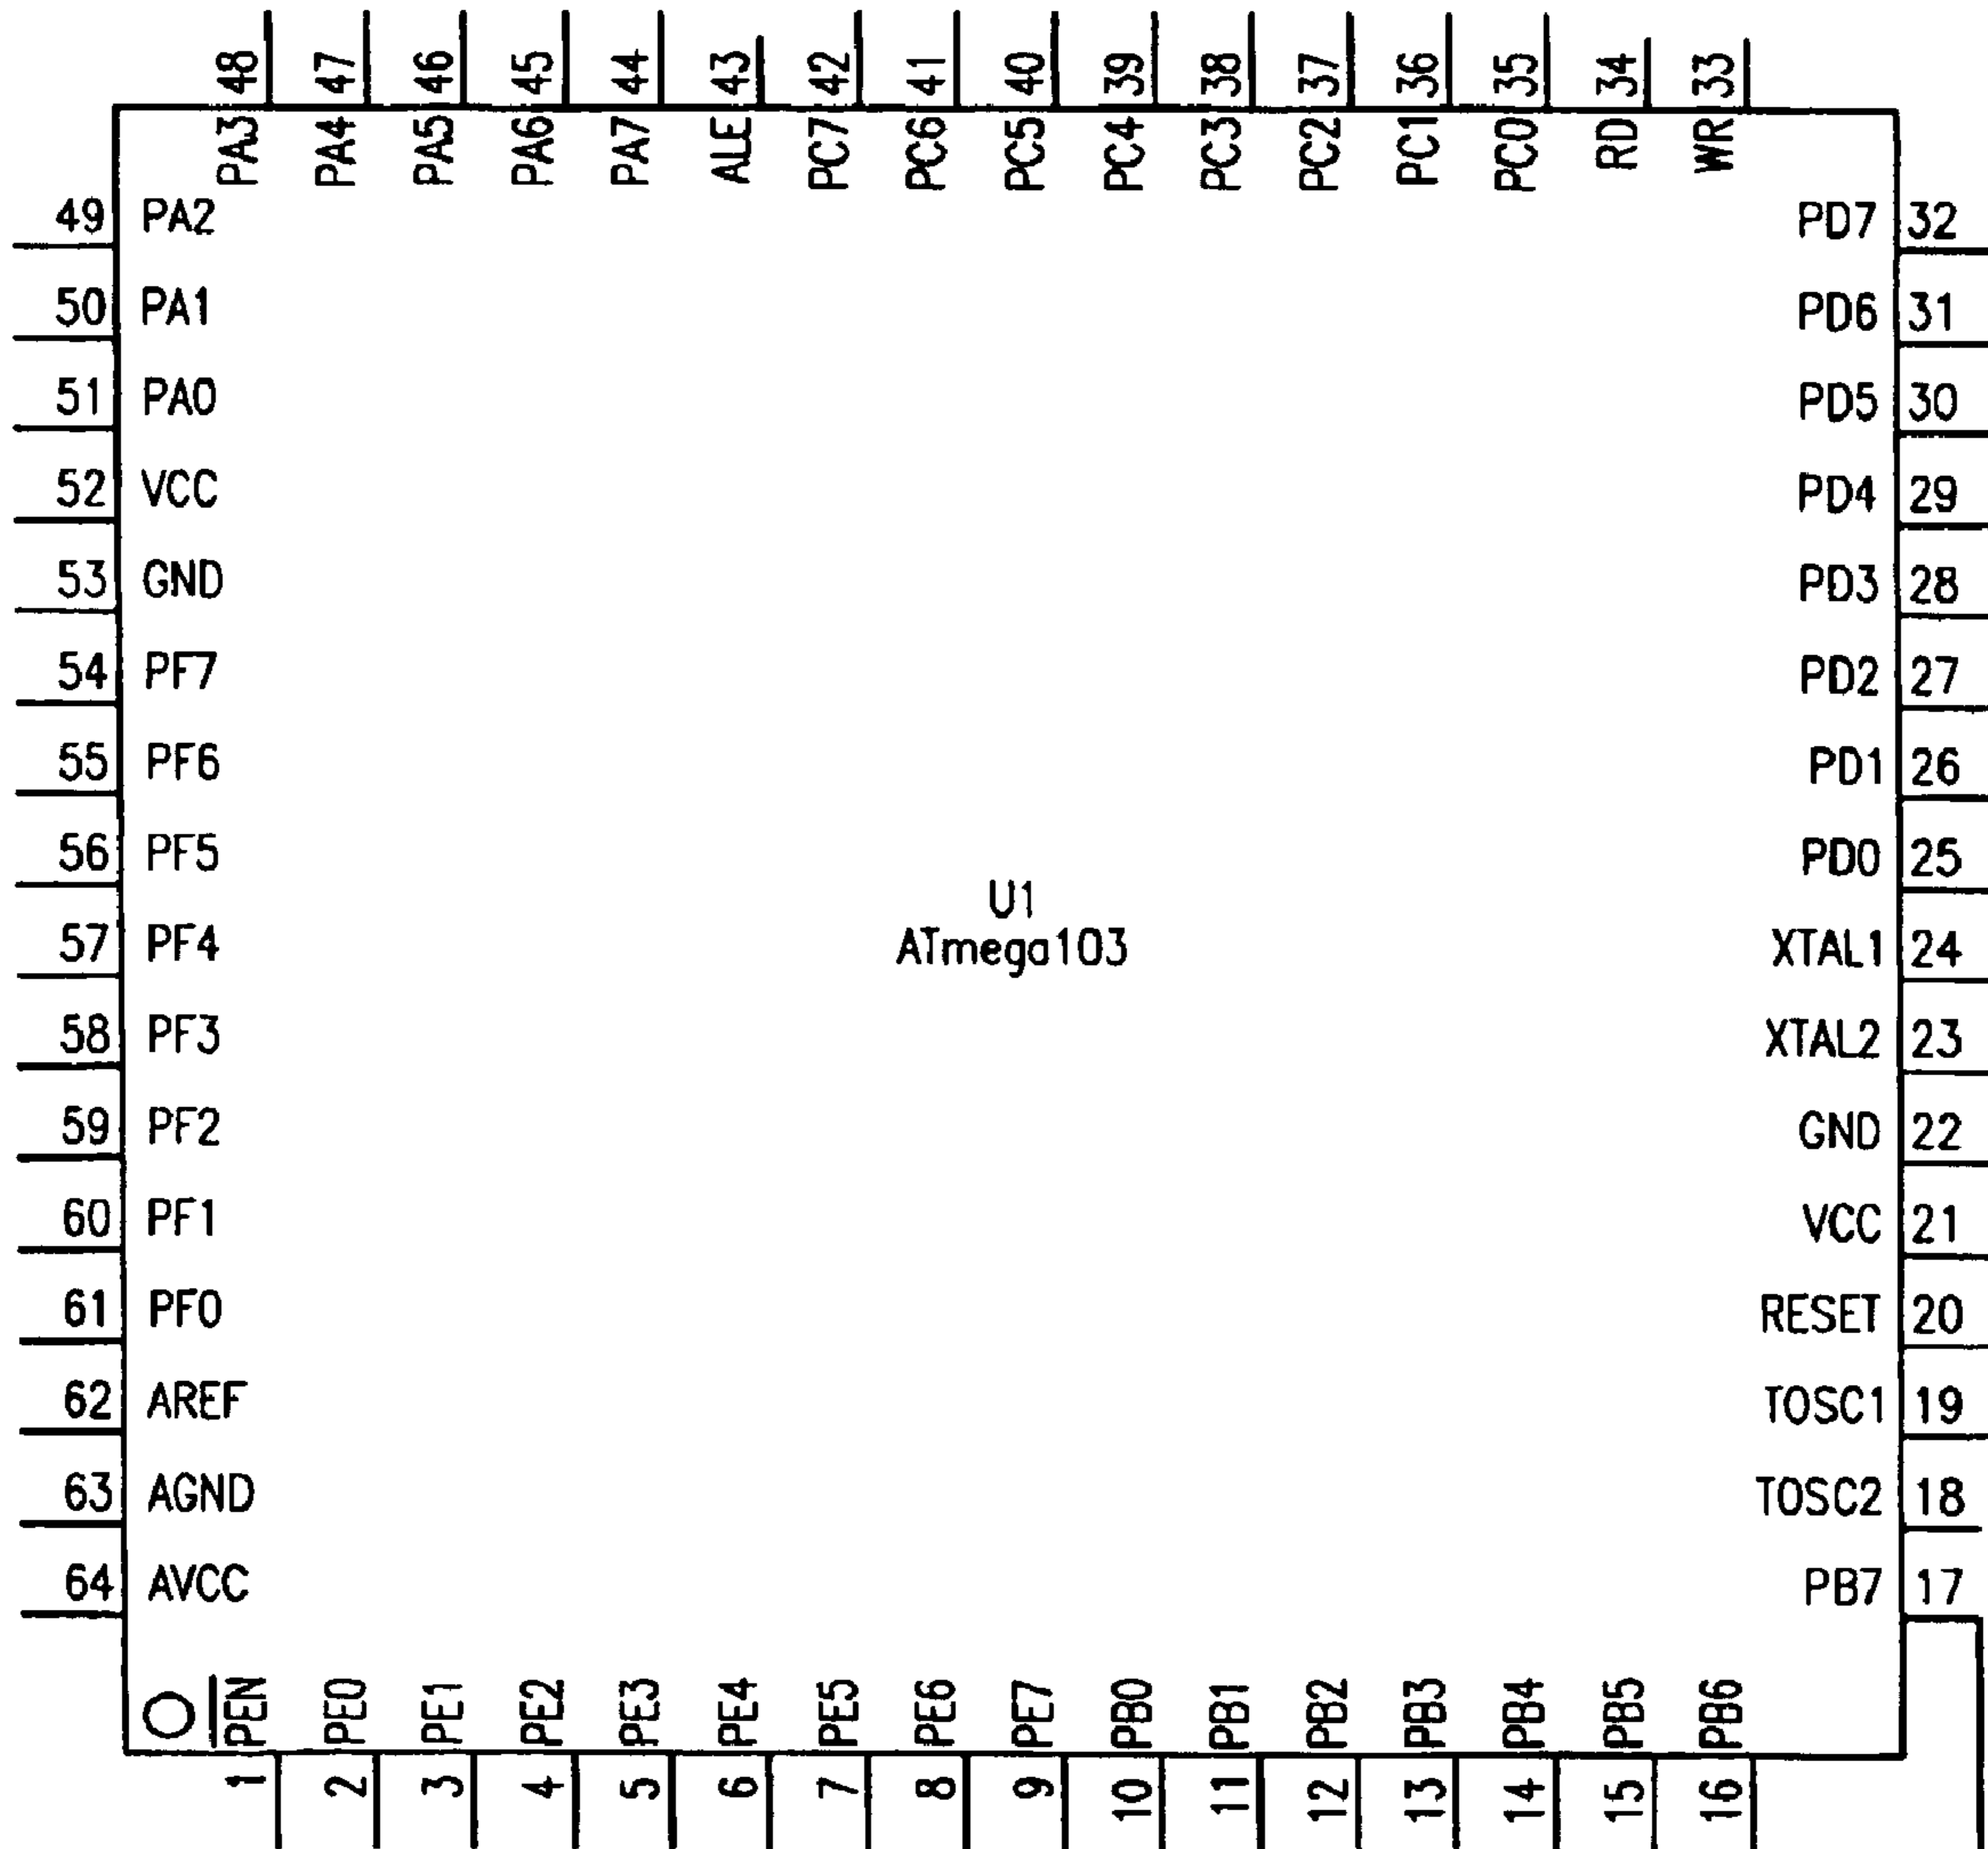 48 47 46 45 44 43 42 41 40 39 38 37 36 35 34 33
PA3 PA4 PA5 PA6 PA7 ALE PC7 PC6 PC5 PC4 PC3 PC2 PC1 PC0 RD WR
49 PA2 PD7 32
50 PA1 PD6 31
51 PA0 PD5 30
52 VCC PD4 29
53 GND PD3 28
54 PF7 PD2 27
55 PF6 PD1 26
56 PF5 PD0 25
U1
57 PF4 ATmega103 XTAL1 24
58 PF3 XTAL2 23
59 PF2 GND 22
60 PF1 VCC 21
61 PF0 RESET 20
62 AREF TOSC1 19
63 AGND TOSC2 18
64 AVCC PB7 17
PEN PE0 PE1 PE2 PE3 PE4 PE5 PE6 PE7 PB0 PB1 PB2 PB3 PB4 PB5 PB6
1 2 3 4 5 6 7 8 9 10 11 12 13 14 15 16